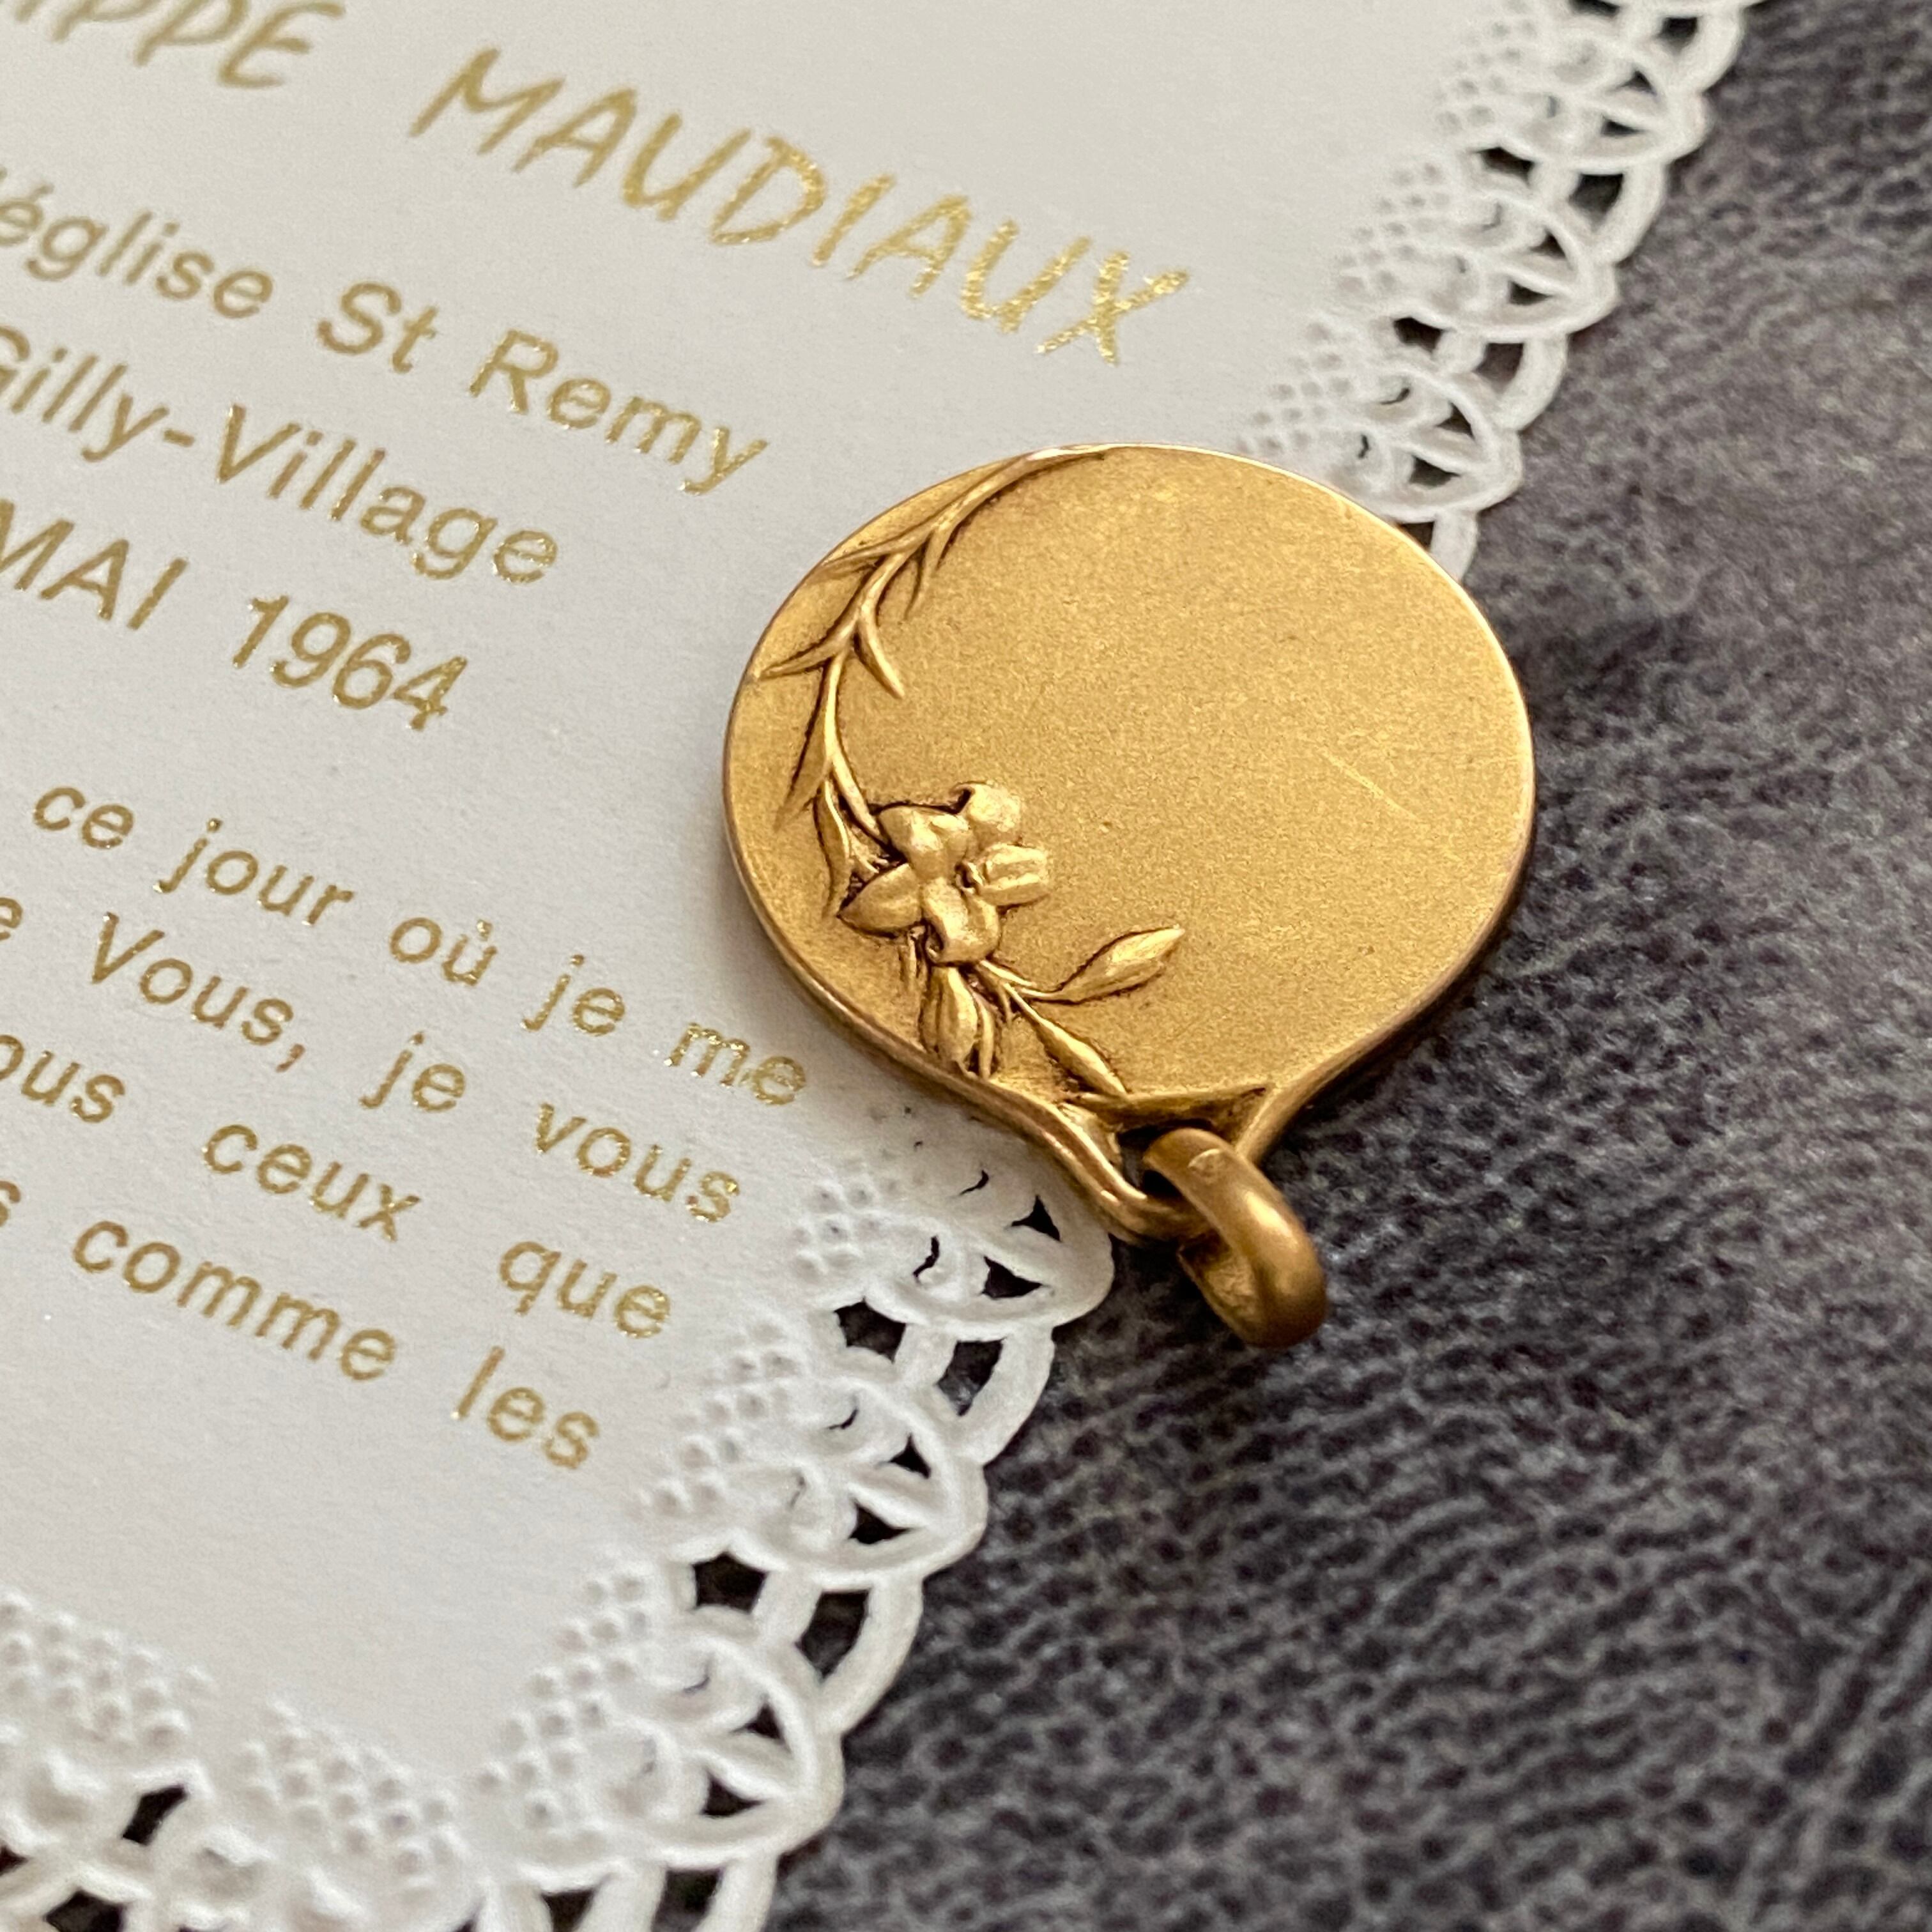 MAUDIAUX
église St Remy
Gilly-Village
MAI 1964
ce jour où je me
Vous, je vous
ceux que
comme les